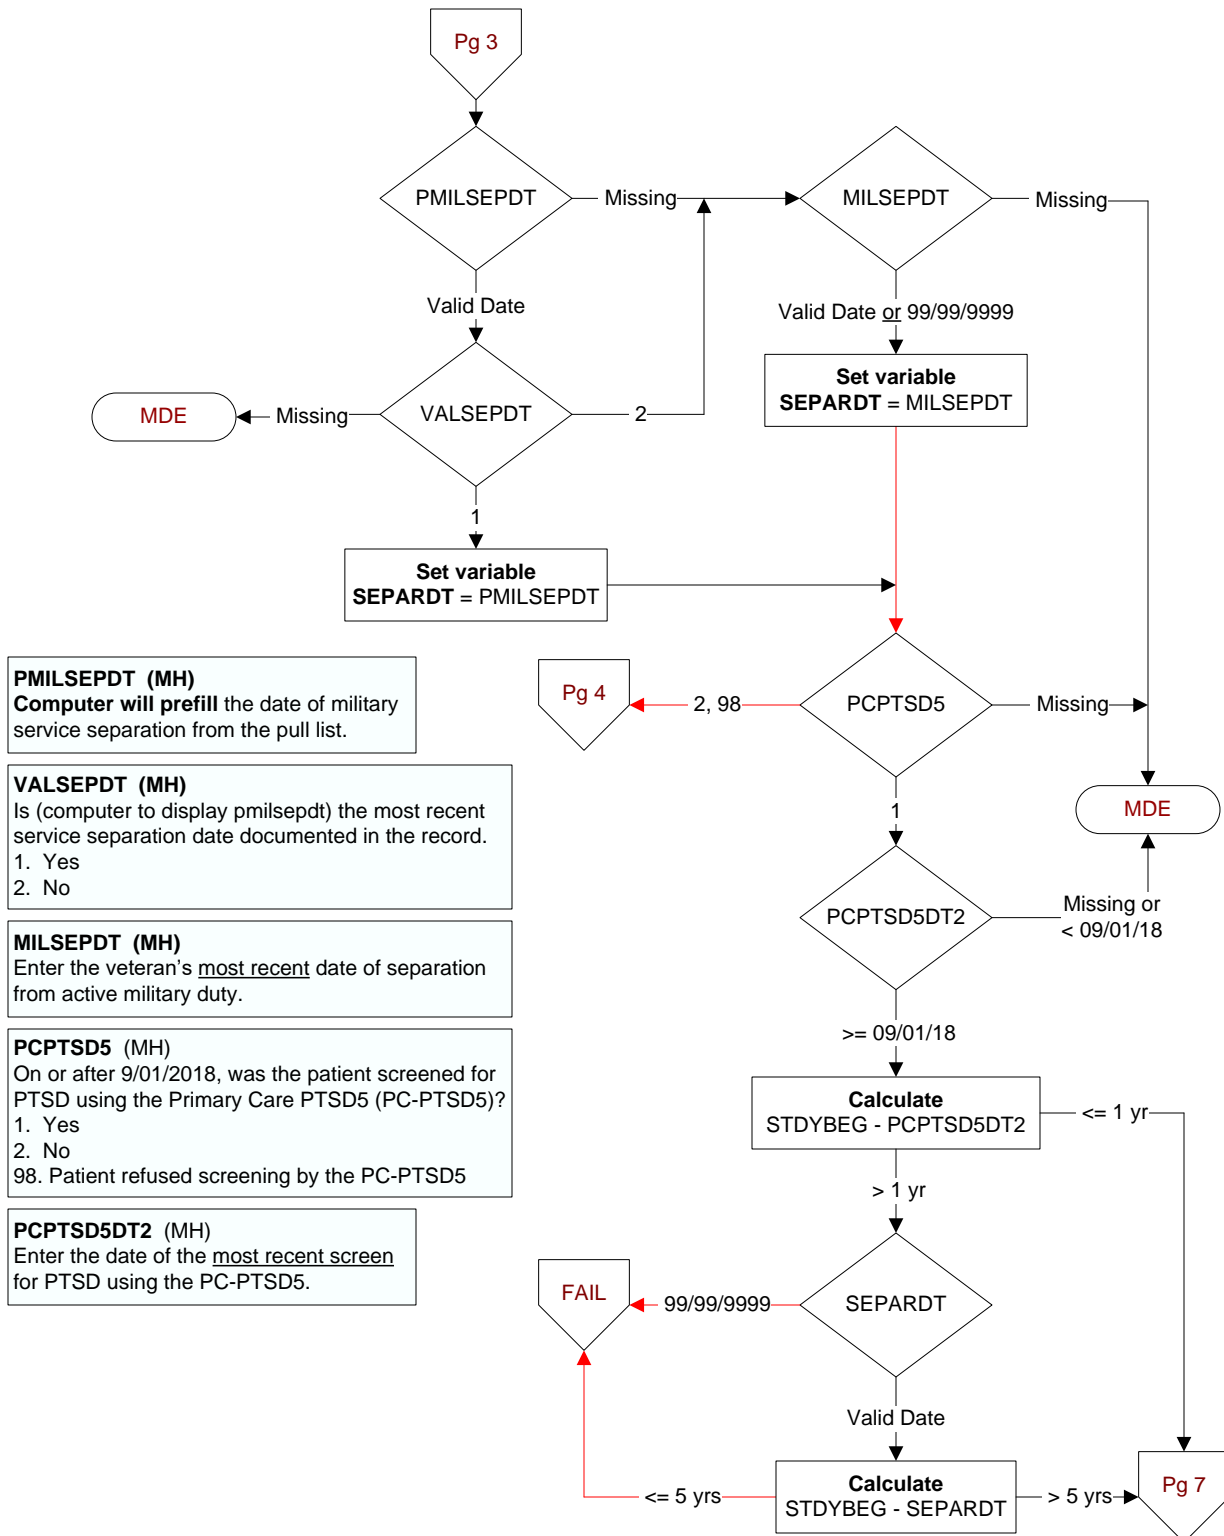 Pg 3
PMILSEPDT
Missing
MILSEPDT
Missing
Valid Date
Valid Date or 99/99/9999
MDE
Missing
VALSEPDT
2
Set variable
SEPARDT = MILSEPDT
1
Set variable
SEPARDT = PMILSEPDT
PMILSEPDT (MH)
Computer will prefill the date of military
service separation from the pull list.
VALSEPDT (MH)
Is (computer to display pmilsepdt) the most recent
service separation date documented in the record.
1. Yes
2. No
MILSEPDT (MH)
Enter the veteran's most recent date of separation
from active military duty.
PCPTSD5 (MH)
On or after 9/01/2018, was the patient screened for
PTSD using the Primary Care PTSD5 (PC-PTSD5)?
1. Yes
2. No
98. Patient refused screening by the PC-PTSD5
PCPTSD5DT2 (MH)
Enter the date of the most recent screen
for PTSD using the PC-PTSD5.
Pg 4
2, 98
PCPTSD5
Missing
1
MDE
PCPTSD5DT2
Missing or
< 09/01/18
>= 09/01/18
Calculate
STDYBEG - PCPTSD5DT2
<= 1 yr
> 1 yr
FAIL
99/99/9999
SEPARDT
Valid Date
<= 5 yrs
Calculate
STDYBEG - SEPARDT
> 5 yrs
Pg 7